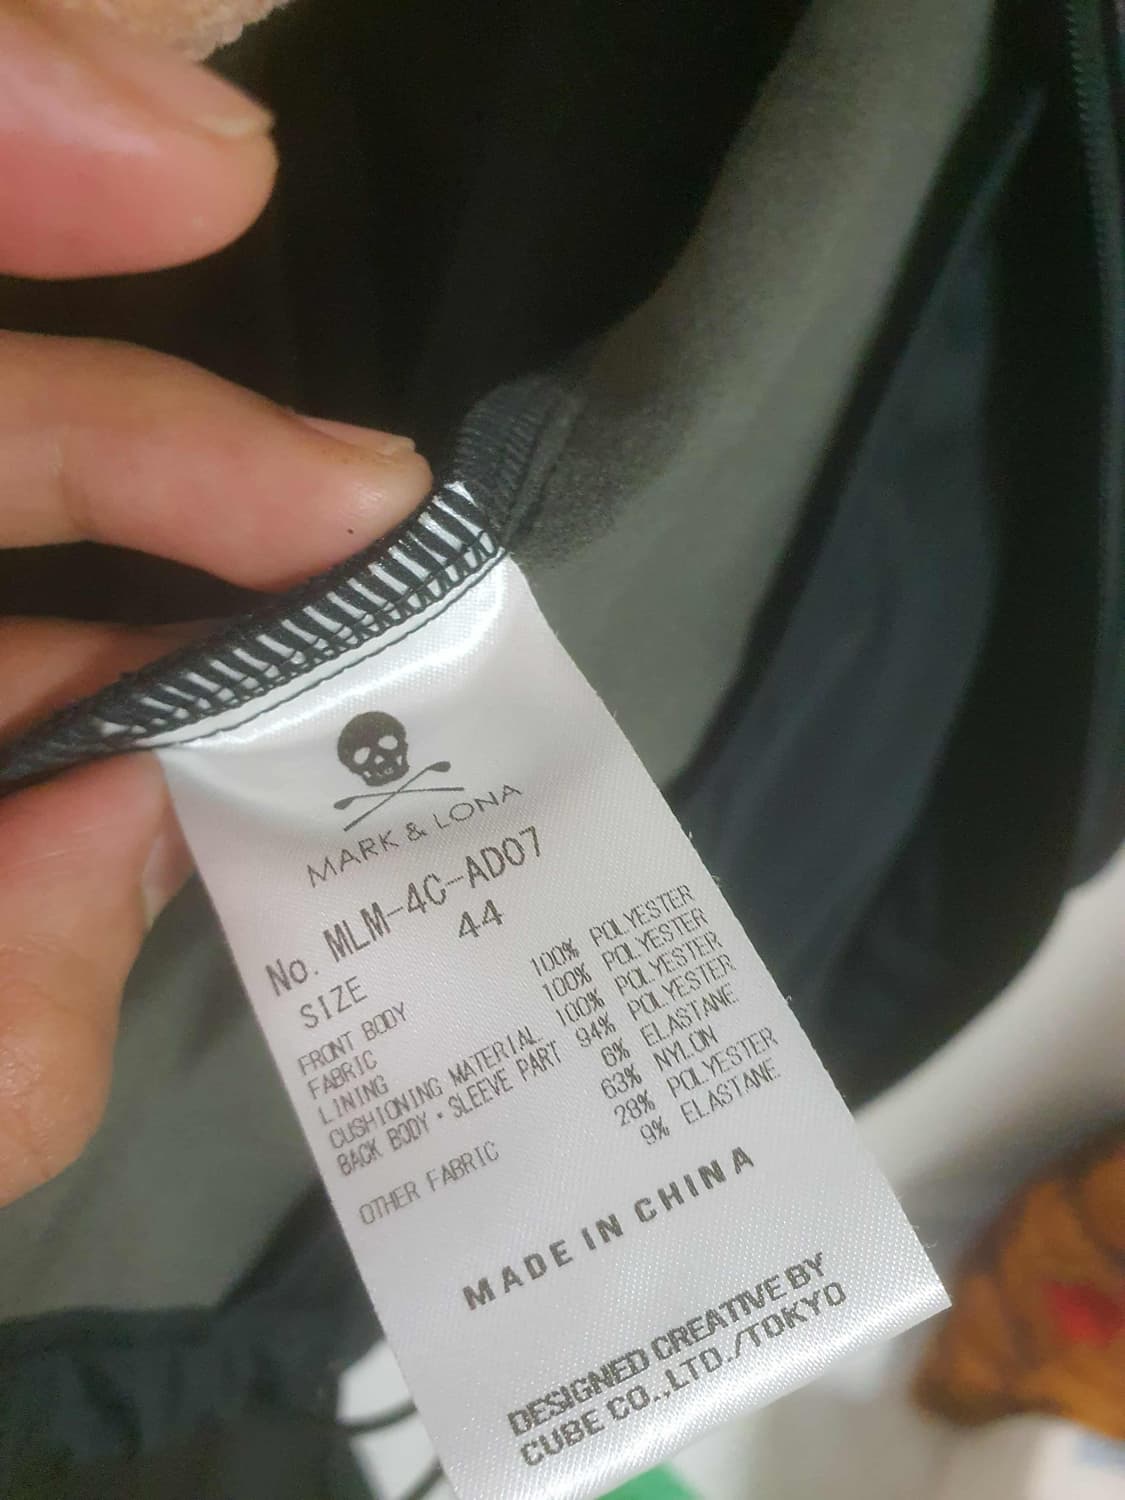 MARK & LONA
No. MLM-4C-AD07
SIZE 44
FRONT BODY
FABRIC 100% POLYESTER
LINING 100% POLYESTER
CUSHIONING MATERIAL 100% POLYESTER
BACK BODY・SLEEVE PART 94% POLYESTER
6% ELASTANE
OTHER FABRIC 63% NYLON
28% POLYESTER
9% ELASTANE
MADE IN CHINA
DESIGNED CREATIVE BY
CUBE CO.,LTD./TOKYO